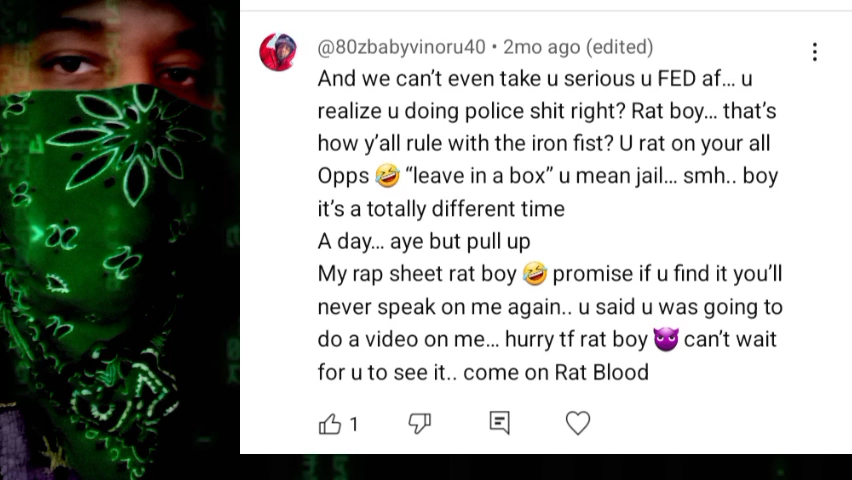 @80zbabyvinoru40 • 2mo ago (edited)
And we can’t even take u serious u FED af... u
realize u doing police shit right? Rat boy... that’s
how y’all rule with the iron fist? U rat on your all
Opps 🤣 “leave in a box” u mean jail... smh.. boy
it’s a totally different time
A day... aye but pull up
My rap sheet rat boy 🤣 promise if u find it you’ll
never speak on me again.. u said u was going to
do a video on me... hurry tf rat boy 😈 can’t wait
for u to see it.. come on Rat Blood
1